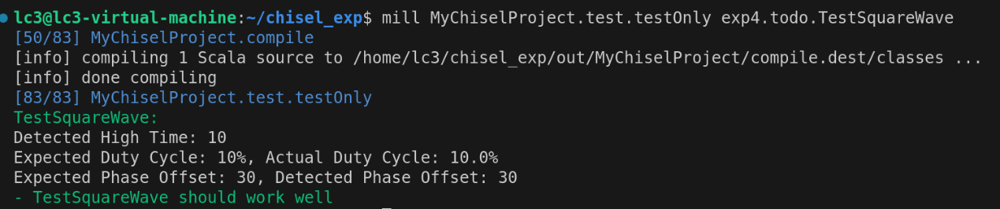 lc3@lc3-virtual-machine:~/chisel_exp$ mill MyChiselProject.test.testOnly exp4.todo.TestSquareWave
[50/83] MyChiselProject.compile
[info] compiling 1 Scala source to /home/lc3/chisel_exp/out/MyChiselProject/compile.dest/classes ...
[info] done compiling
[83/83] MyChiselProject.test.testOnly
TestSquareWave:
Detected High Time: 10
Expected Duty Cycle: 10%, Actual Duty Cycle: 10.0%
Expected Phase Offset: 30, Detected Phase Offset: 30
- TestSquareWave should work well